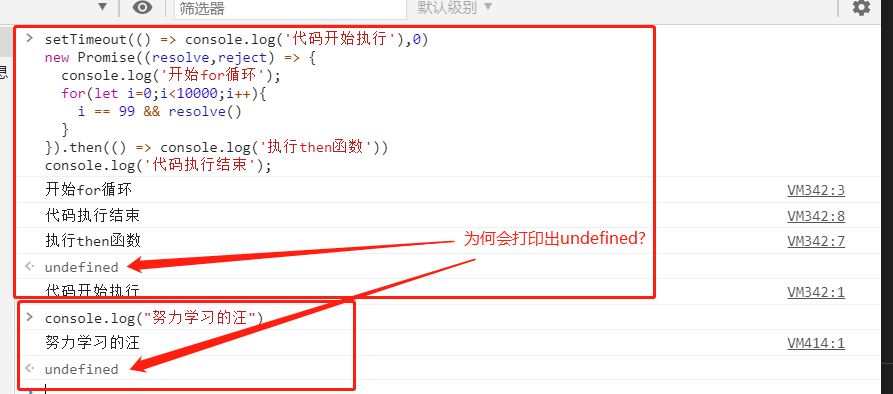 筛选器 默认级别
息
> setTimeout(() => console.log('代码开始执行'),0)
new Promise((resolve,reject) => {
console.log('开始for循环');
for(let i=0;i<10000;i++){
i == 99 && resolve()
}
}).then(() => console.log('执行then函数'))
console.log('代码执行结束');
开始for循环 VM342:3
代码执行结束 VM342:8
执行then函数 VM342:7
为何会打印出undefined?
undefined
代码开始执行 VM342:1
> console.log("努力学习的汪")
努力学习的汪 VM414:1
undefined